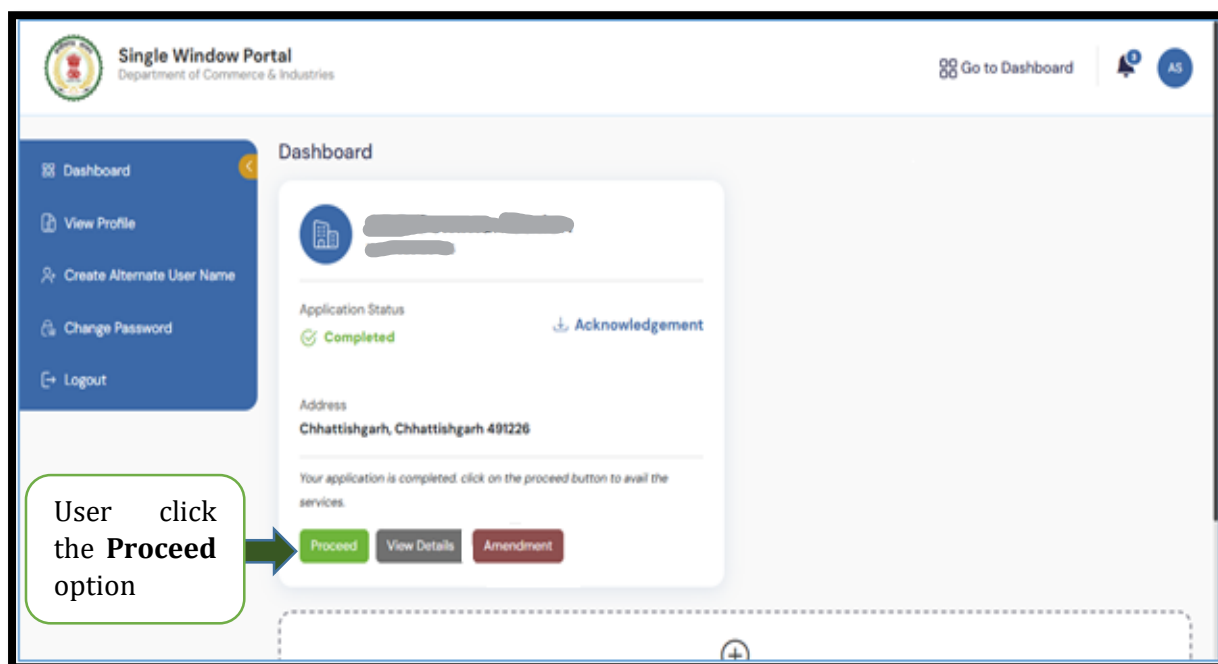 Single Window Portal
Department of Commerce & Industries
Go to Dashboard
AS
Dashboard
View Profile
Create Alternate User Name
Change Password
Logout
Dashboard
Application Status
Completed
Acknowledgement
Address
Chhattishgarh, Chhattishgarh 491226
Your application is completed. click on the proceed button to avail the
services.
Proceed
View Details
Amendment
User click
the Proceed
option